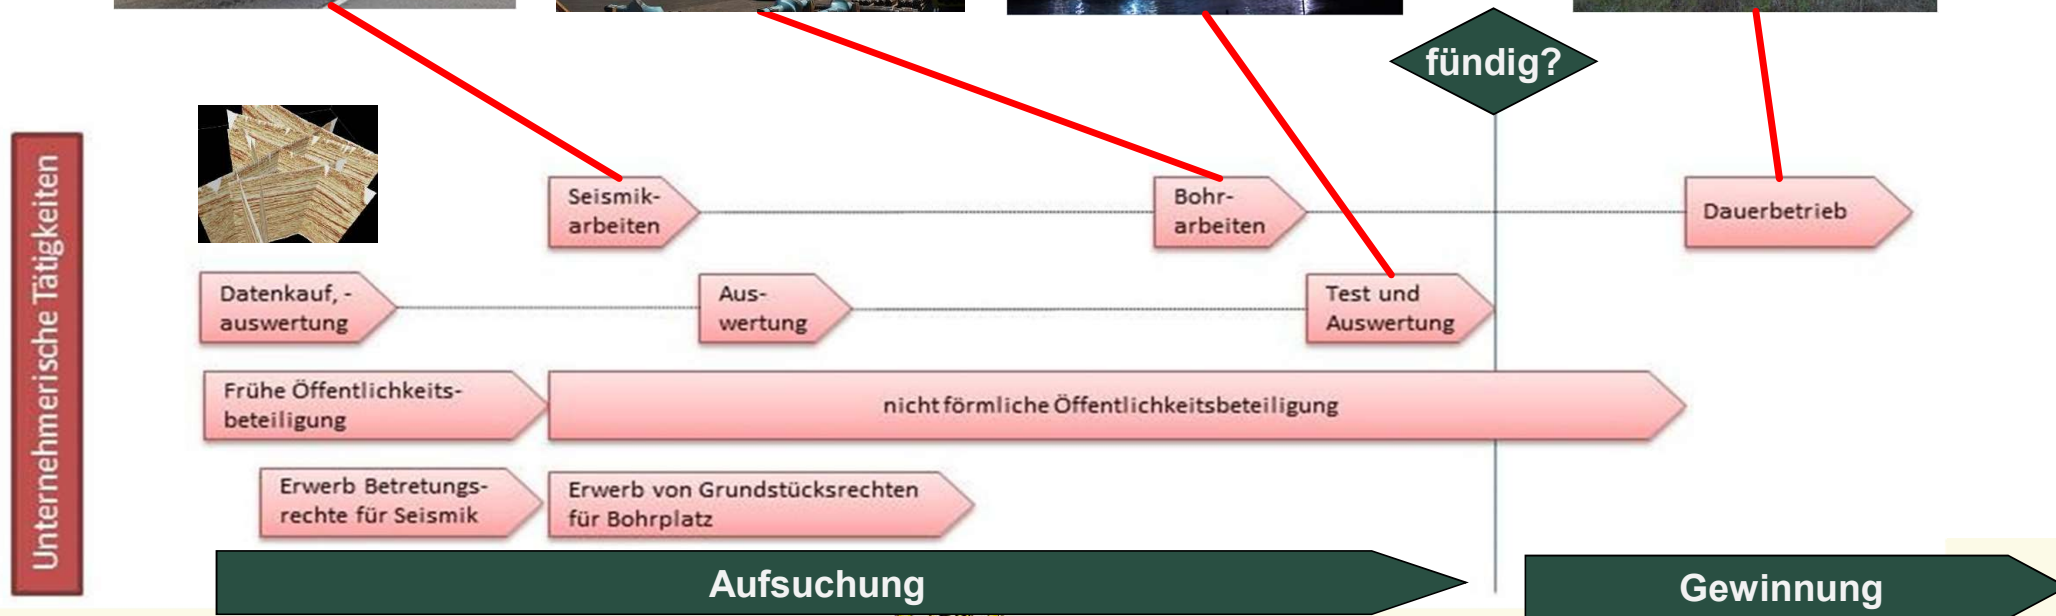 fündig?
Unternehmerische Tätigkeiten
Seismik-
arbeiten
Bohr-
arbeiten
Dauerbetrieb
Datenkauf, -
auswertung
Aus-
wertung
Test und
Auswertung
Frühe Öffentlichkeits-
beteiligung
nicht förmliche Öffentlichkeitsbeteiligung
Erwerb Betretungs-
rechte für Seismik
Erwerb von Grundstücksrechten
für Bohrplatz
Aufsuchung
Gewinnung